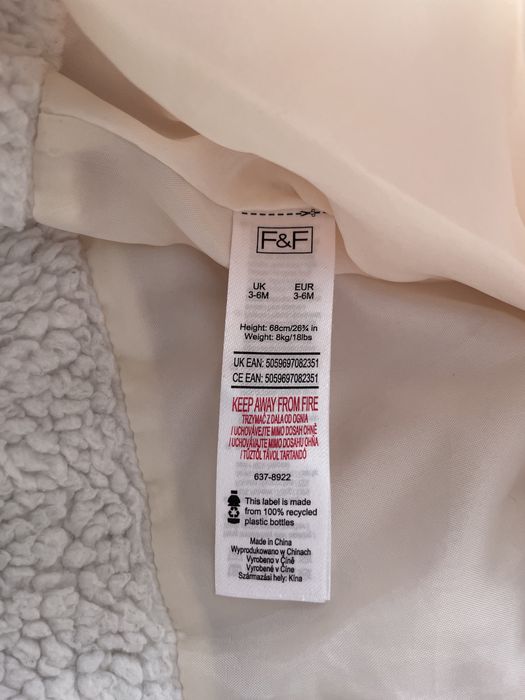 F&F
UK EUR
3-6M 3-6M
Height: 68cm/26¾ in
Weight: 8kg/18lbs
UK EAN: 5059697082351
CE EAN: 5059697082351
KEEP AWAY FROM FIRE
TRZYMAĆ Z DALA OD OGNIA
/ UCHOVÁVEJTE MIMO DOSAH OHNĚ
/ UCHOVÁVAJTE MIMO DOSAHU OHŇA
/ TŰZTŐL TÁVOL TARTANDÓ
637-8922
This label is made
from 100% recycled
plastic bottles
Made in China
Wyprodukowano w Chinach
Vyrobeno v Číně
Vyrobené v Číne
Származási hely: Kína